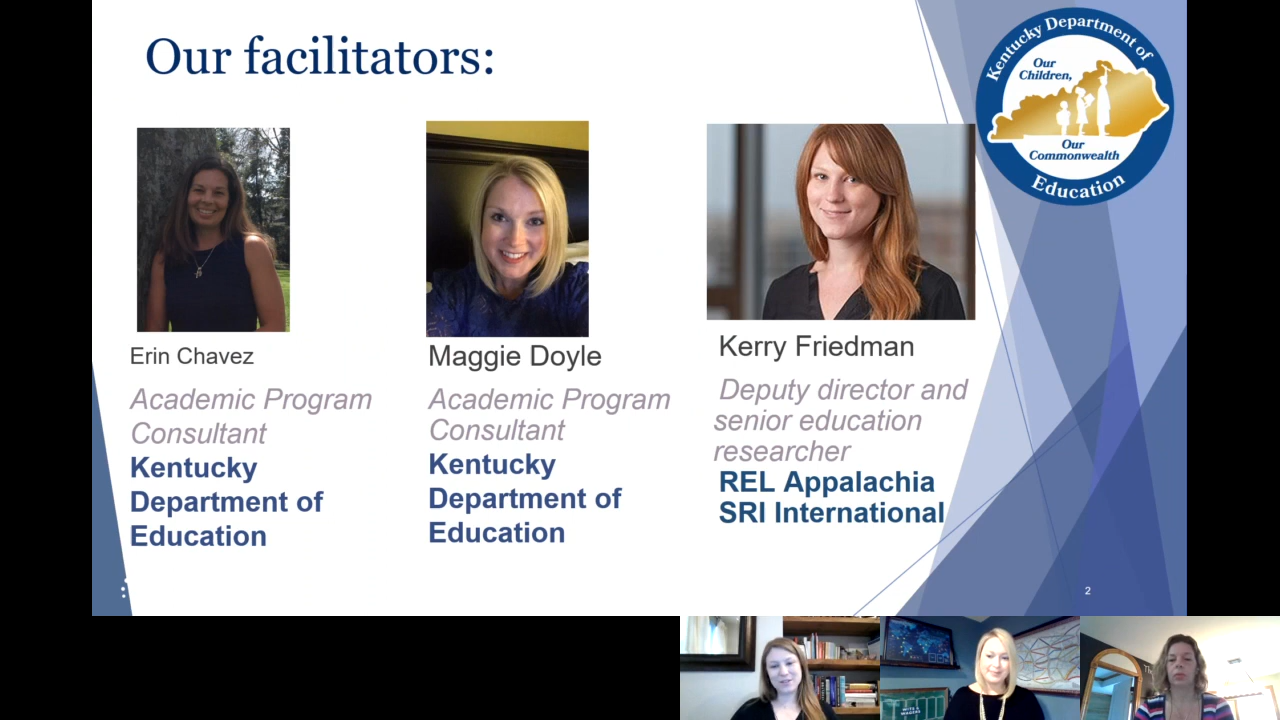 Our facilitators:
Kentucky Department of
Education
Our
Children,
Our
Commonwealth
Erin Chavez
Academic Program
Consultant
Kentucky
Department of
Education
Maggie Doyle
Academic Program
Consultant
Kentucky
Department of
Education
Kerry Friedman
Deputy director and
senior education
researcher
REL Appalachia
SRI International
2